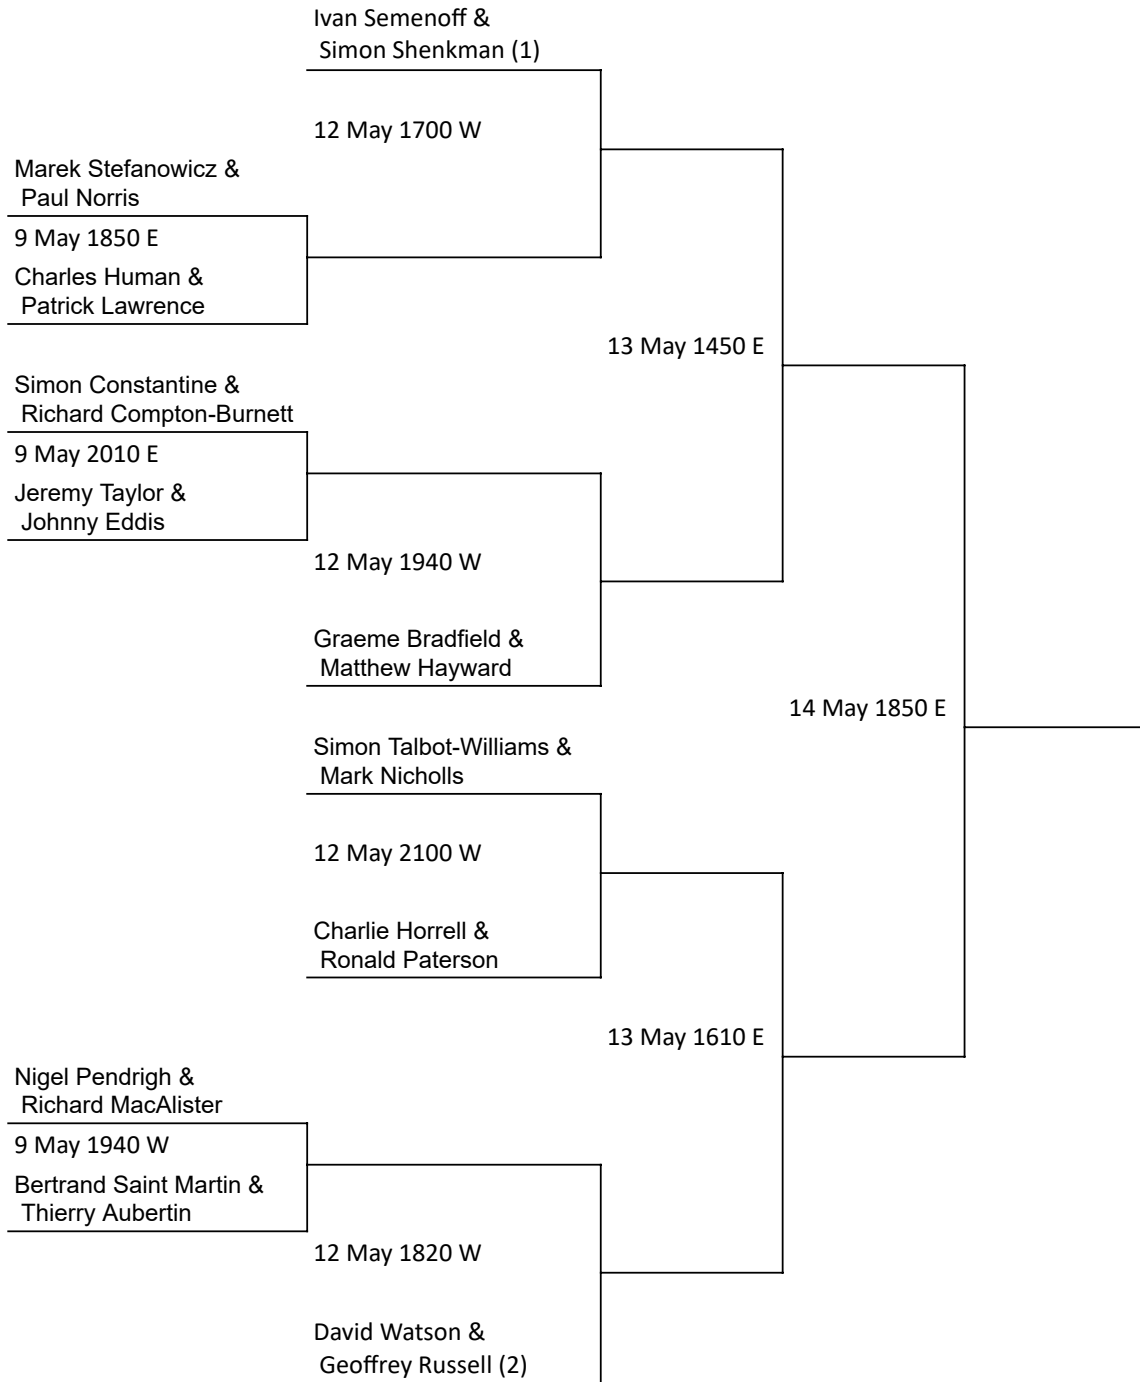 Ivan Semenoff &
Simon Shenkman (1)
12 May 1700 W
Marek Stefanowicz &
Paul Norris
9 May 1850 E
Charles Human &
Patrick Lawrence
13 May 1450 E
Simon Constantine &
Richard Compton-Burnett
9 May 2010 E
Jeremy Taylor &
Johnny Eddis
12 May 1940 W
Graeme Bradfield &
Matthew Hayward
14 May 1850 E
Simon Talbot-Williams &
Mark Nicholls
12 May 2100 W
Charlie Horrell &
Ronald Paterson
13 May 1610 E
Nigel Pendrigh &
Richard MacAlister
9 May 1940 W
Bertrand Saint Martin &
Thierry Aubertin
12 May 1820 W
David Watson &
Geoffrey Russell (2)